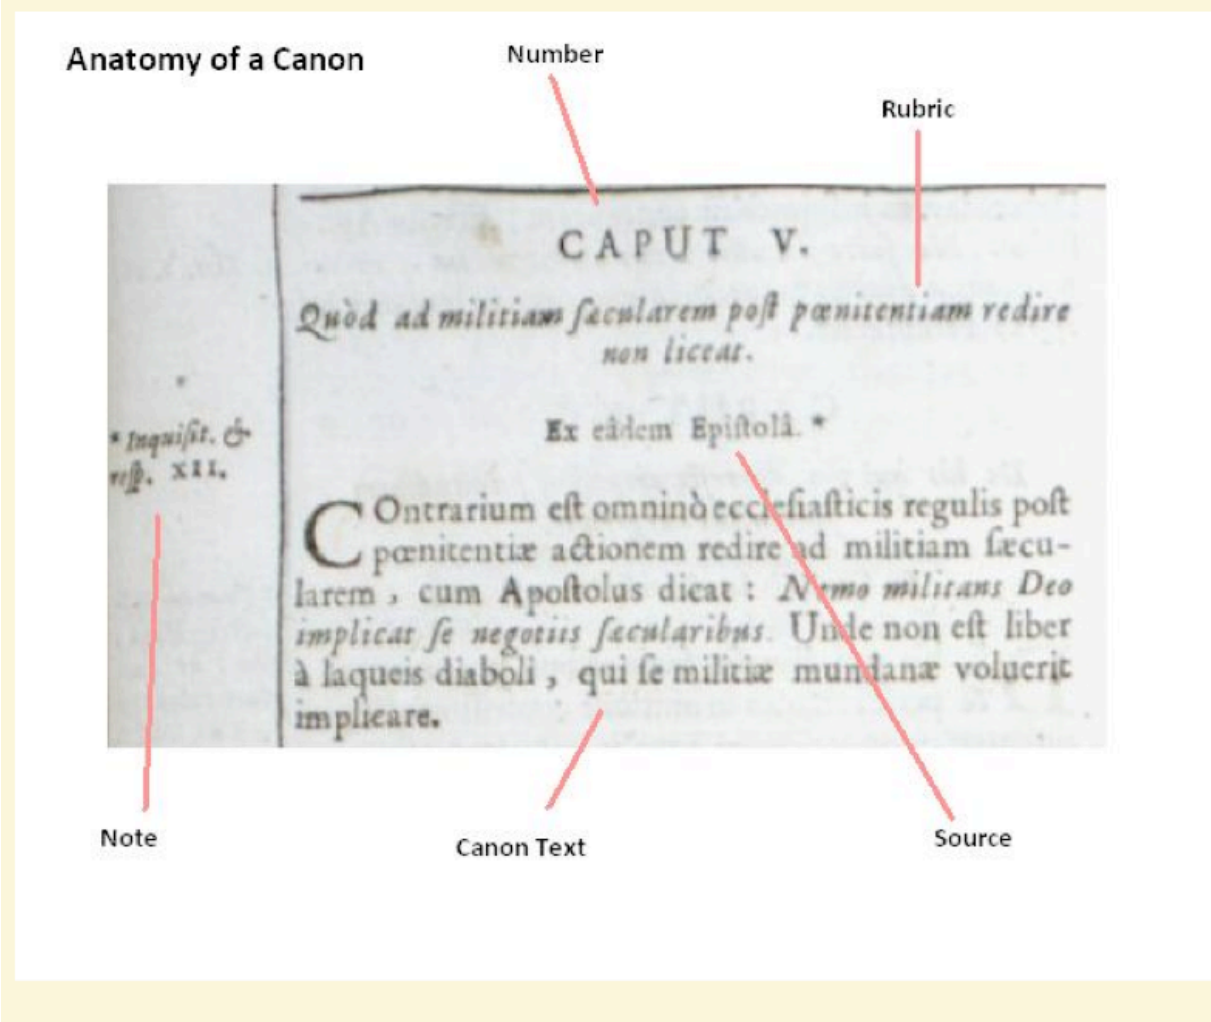 Anatomy of a Canon
Number
Rubric
CAPUT V.
Quòd ad militiam ſæcularem poſt pœnitentiam redire
non liceat.
Ex eâdem Epiſtolâ. *
* Inquiſit. &
reſp. XII.
COntrarium eſt omninò eccleſiaſticis regulis poſt
pœnitentiæ actionem redire ad militiam ſæcu-
larem, cum Apoſtolus dicat: Nemo militans Deo
implicat ſe negotiis ſæcularibus. Unde non eſt liber
à laqueis diaboli, qui ſe militiæ mundanæ voluerit
implicare.
Note
Canon Text
Source